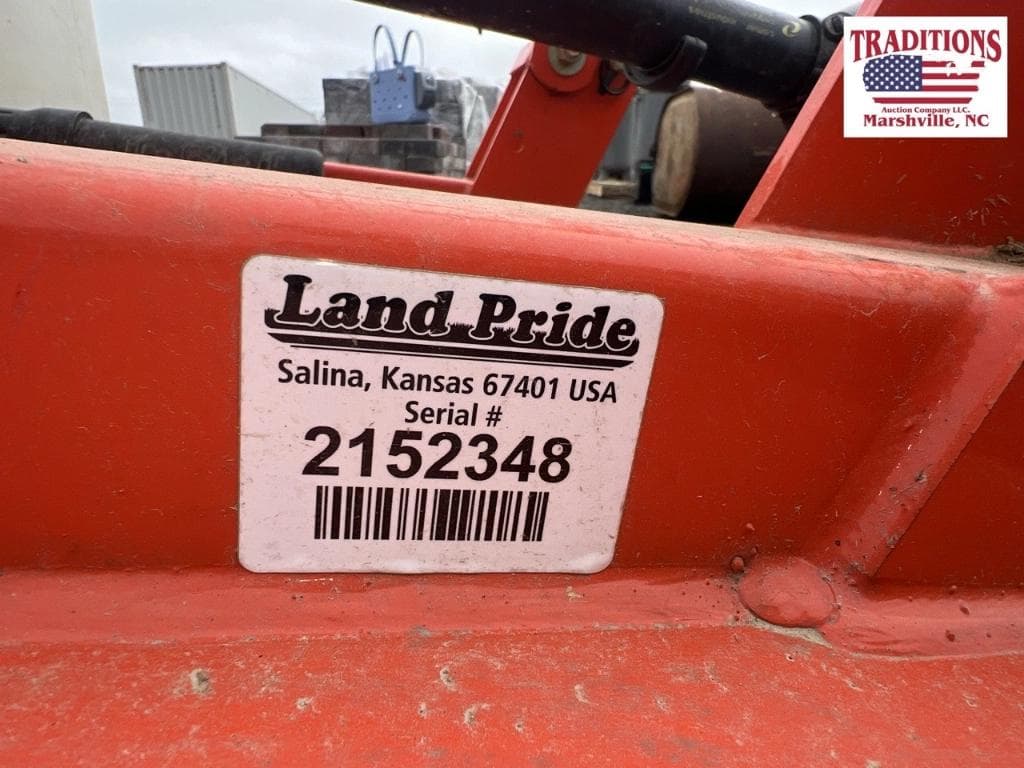 TRADITIONS
Auction Company LLC.
Marshville, NC
Land Pride
Salina, Kansas 67401 USA
Serial #
2152348